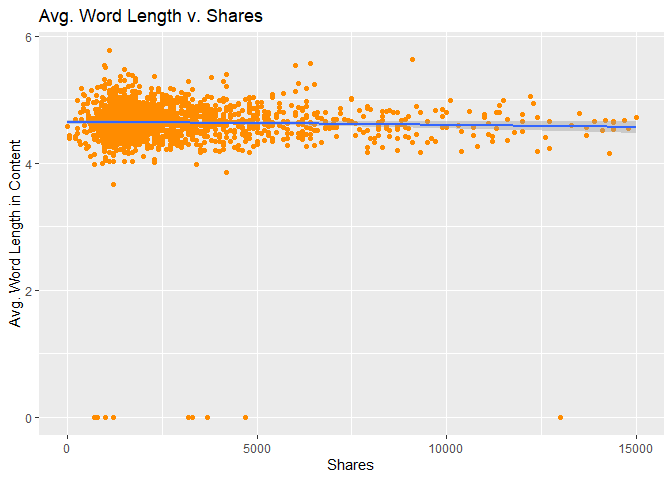 Avg. Word Length v. Shares
6
4
2
0
Avg. Word Length in Content
0 5000 10000 15000
Shares